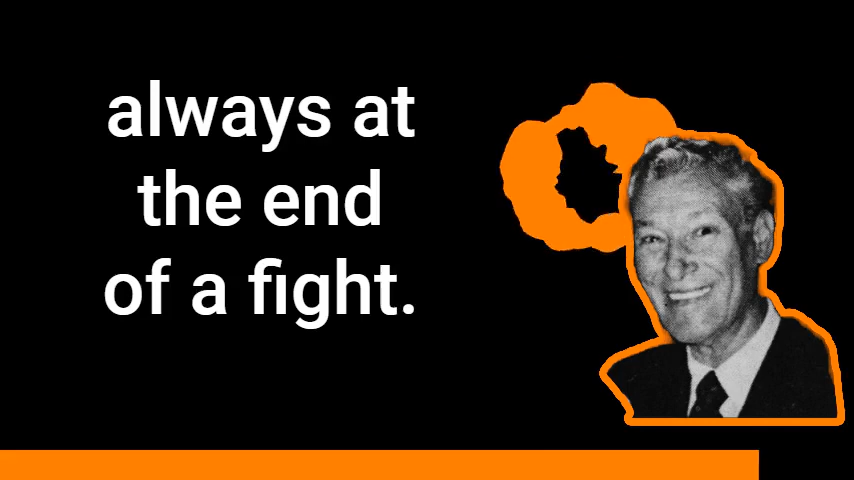 always at
the end
of a fight.